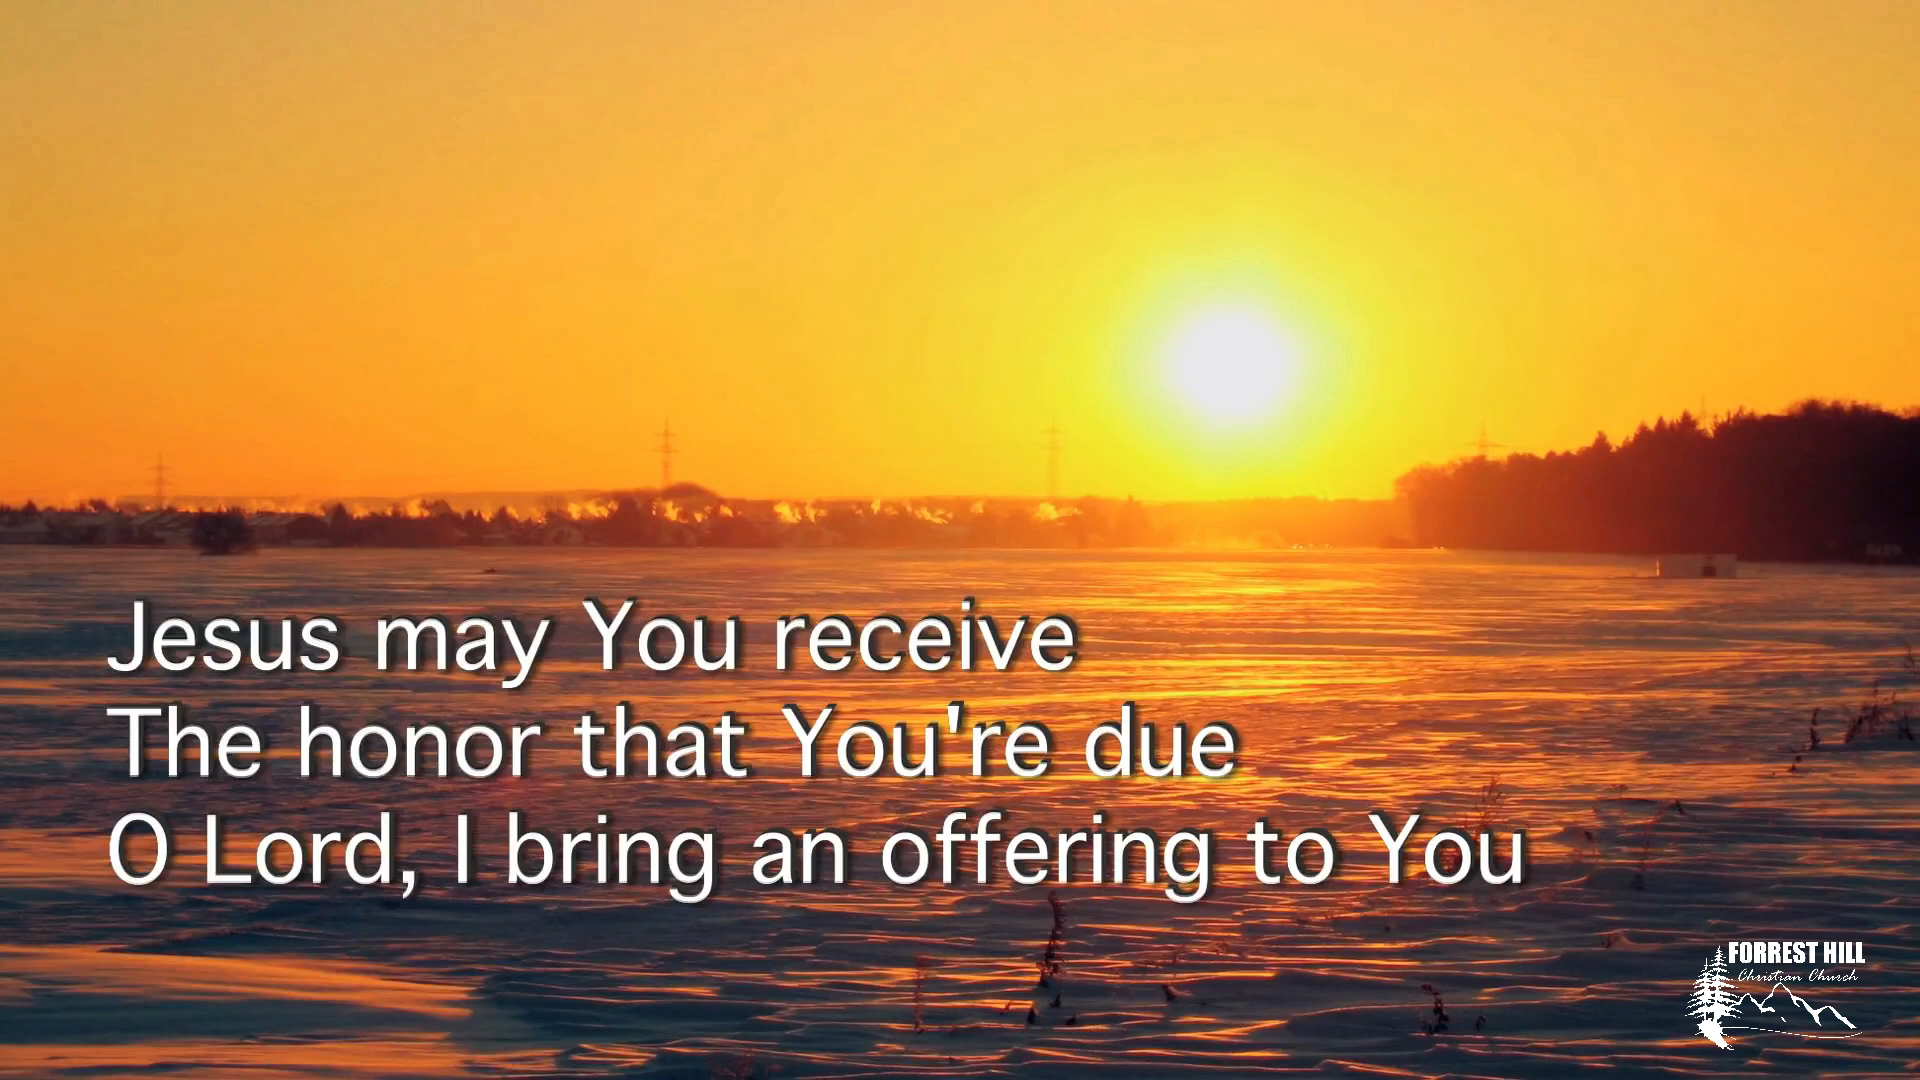 Jesus may You receive
The honor that You're due
O Lord, I bring an offering to You
FORREST HILL
Christian Church